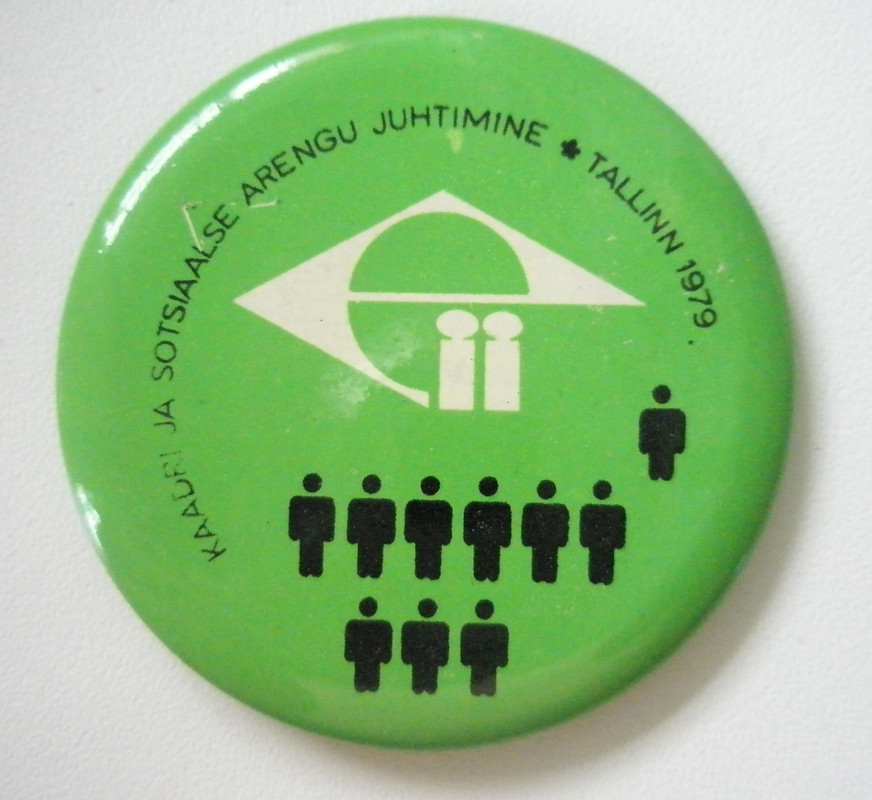 KAADRI JA SOTSIAALSE ARENGU JUHTIMINE * TALLINN 1979.